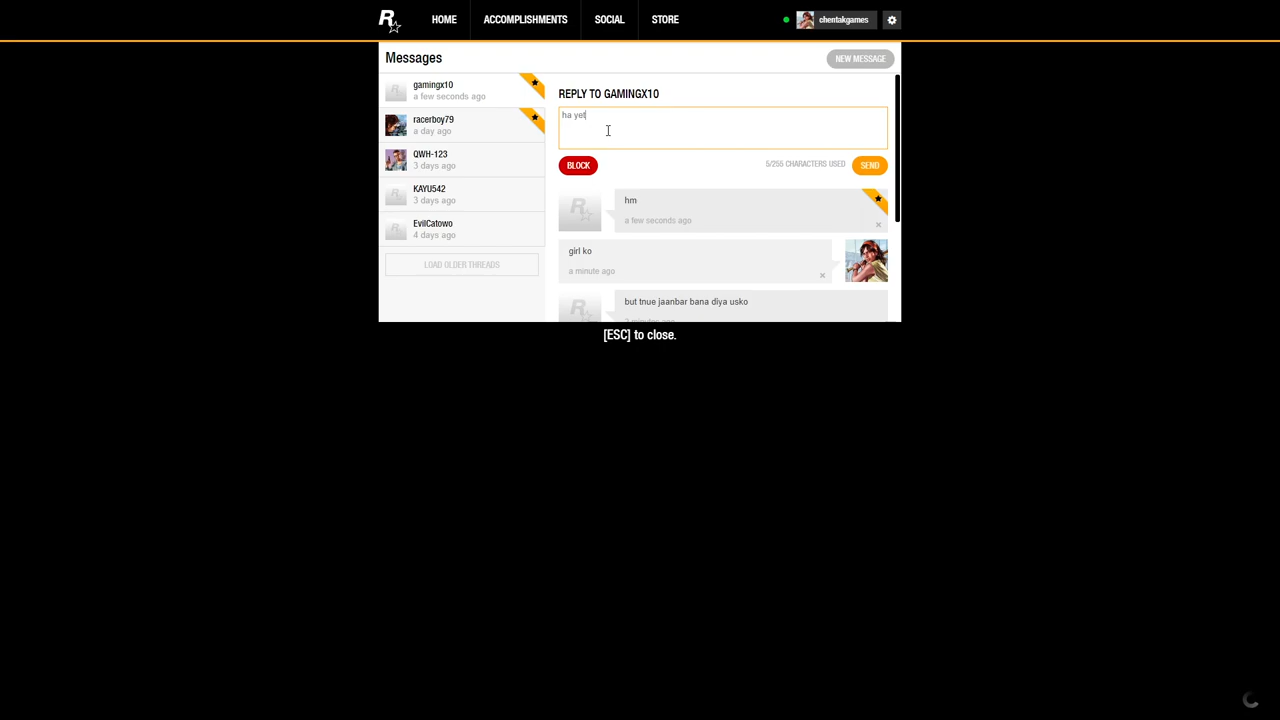 HOME
ACCOMPLISHMENTS
SOCIAL
STORE
chentakgames
Messages
NEW MESSAGE
gamingx10
a few seconds ago
racerboy79
a day ago
QWH-123
3 days ago
KAYU542
3 days ago
EvilCatowo
4 days ago
LOAD OLDER THREADS
REPLY TO GAMINGX10
ha yet
BLOCK
5/255 CHARACTERS USED
SEND
hm
a few seconds ago
girl ko
a minute ago
but tnue jaanbar bana diya usko
[ESC] to close.